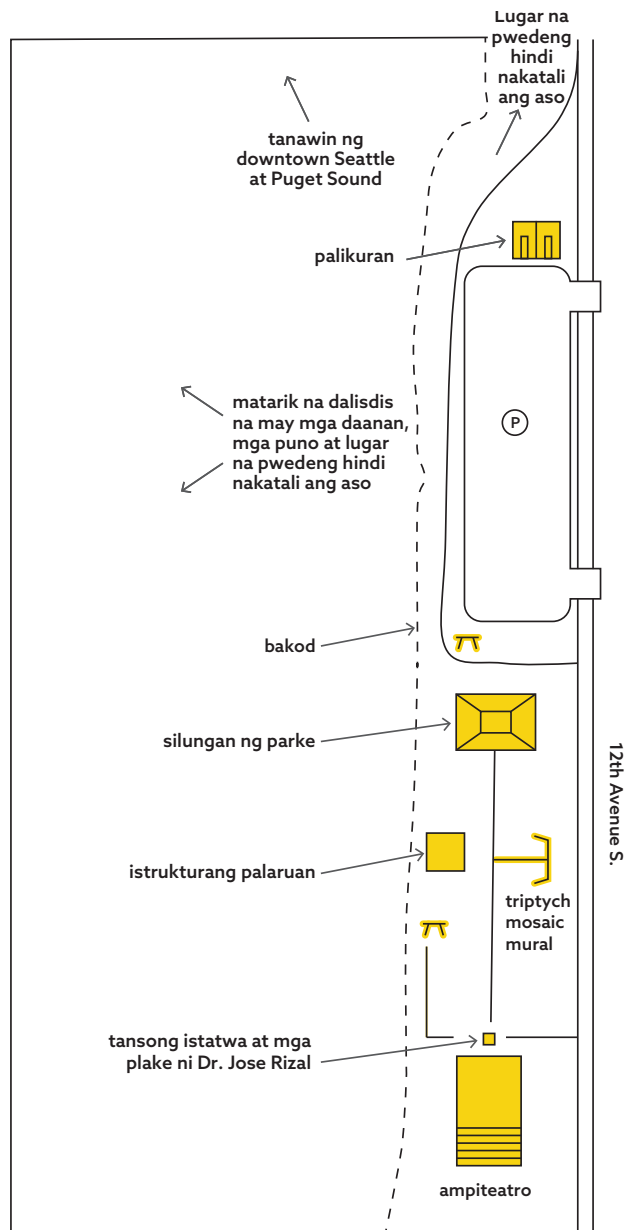 Lugar na
pwedeng
hindi
nakatali
ang aso
tanawin ng
downtown Seattle
at Puget Sound
palikuran
matarik na dalisdis
na may mga daanan,
mga puno at lugar
na pwedeng hindi
nakatali ang aso
P
bakod
silungan ng parke
12th Avenue S.
istrukturang palaruan
triptych
mosaic
mural
tansong istatwa at mga
plake ni Dr. Jose Rizal
ampiteatro